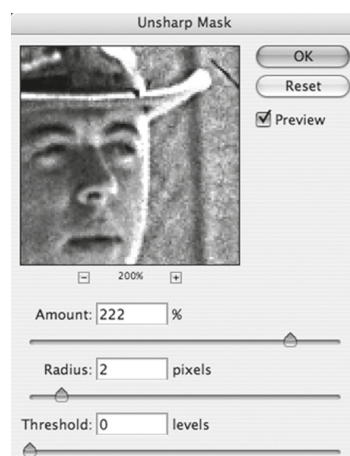 Unsharp Mask
OK
Reset
Preview
200%
Amount: 222 %
Radius: 2 pixels
Threshold: 0 levels